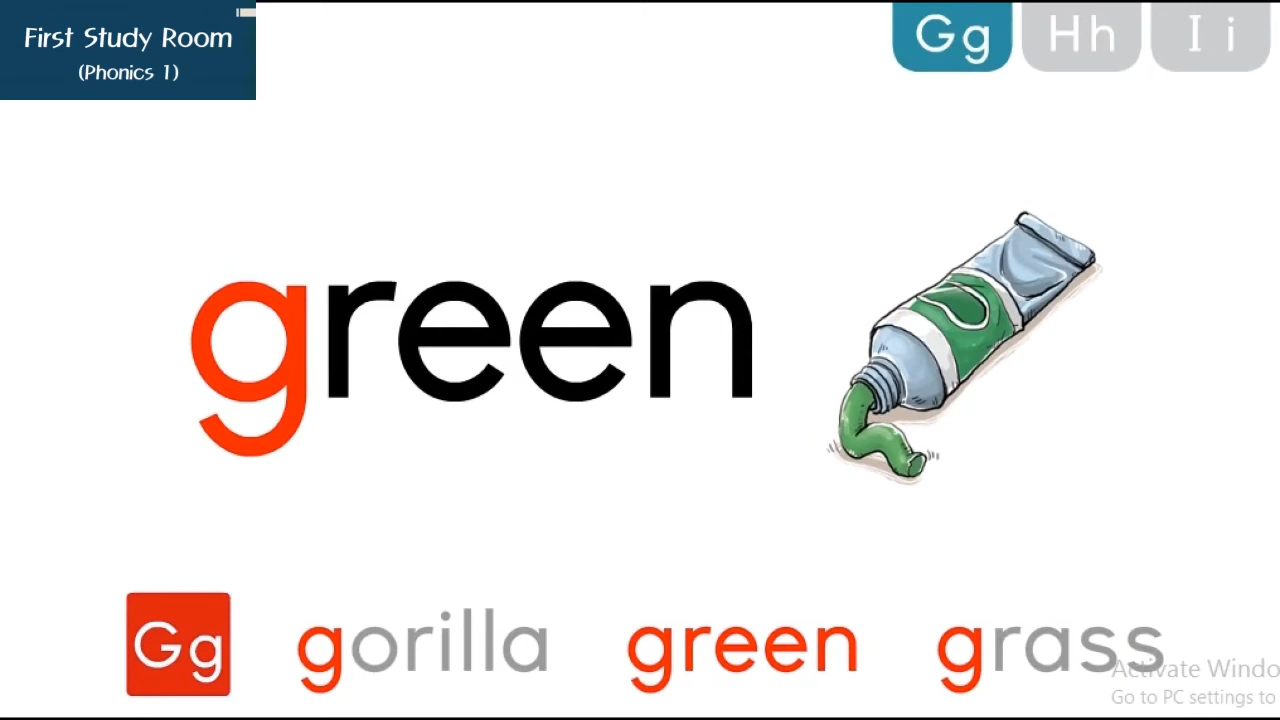 First Study Room
(Phonics 1)
Gg Hh Ii
green
Gg gorilla green grass
Activate Windo
Go to PC settings to